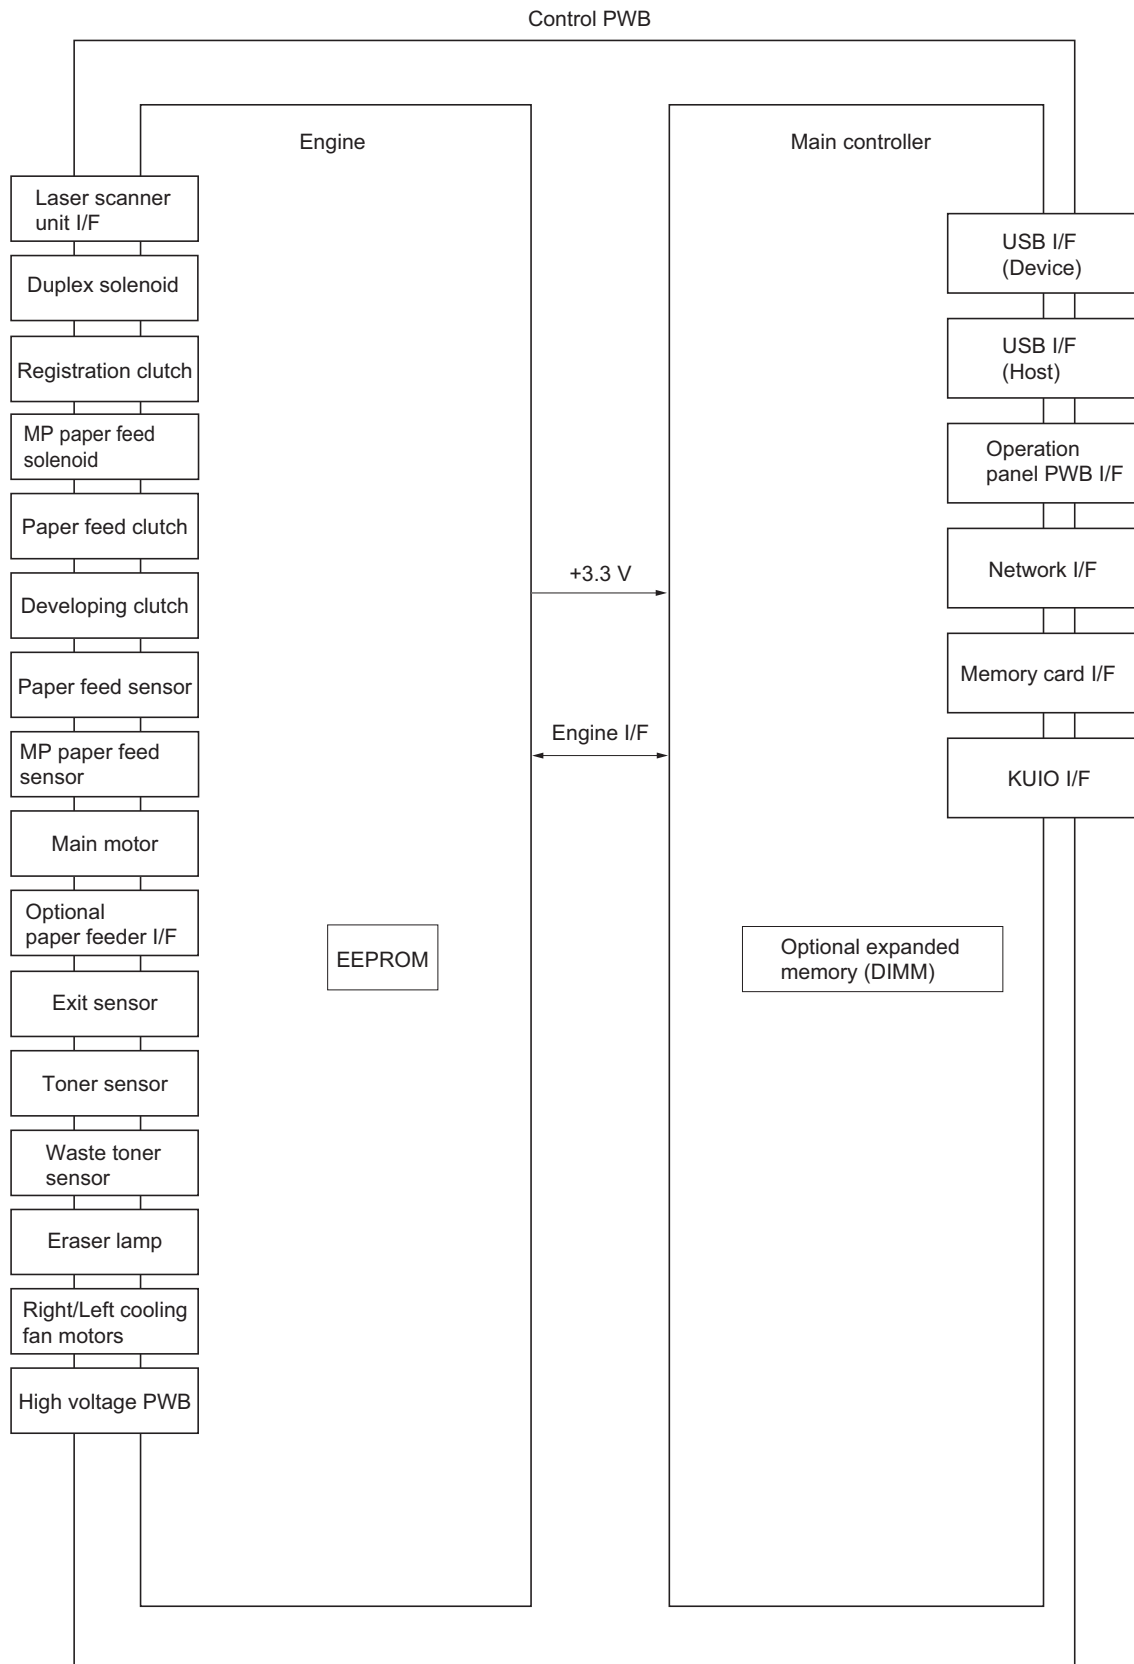 Control PWB
Engine
Laser scanner
unit I/F
Duplex solenoid
Registration clutch
MP paper feed
solenoid
Paper feed clutch
Developing clutch
Paper feed sensor
MP paper feed
sensor
Main motor
Optional
paper feeder I/F
Exit sensor
Toner sensor
Waste toner
sensor
Eraser lamp
Right/Left cooling
fan motors
High voltage PWB
EEPROM
+3.3 V
Engine I/F
Main controller
USB I/F
(Device)
USB I/F
(Host)
Operation
panel PWB I/F
Network I/F
Memory card I/F
KUIO I/F
Optional expanded
memory (DIMM)